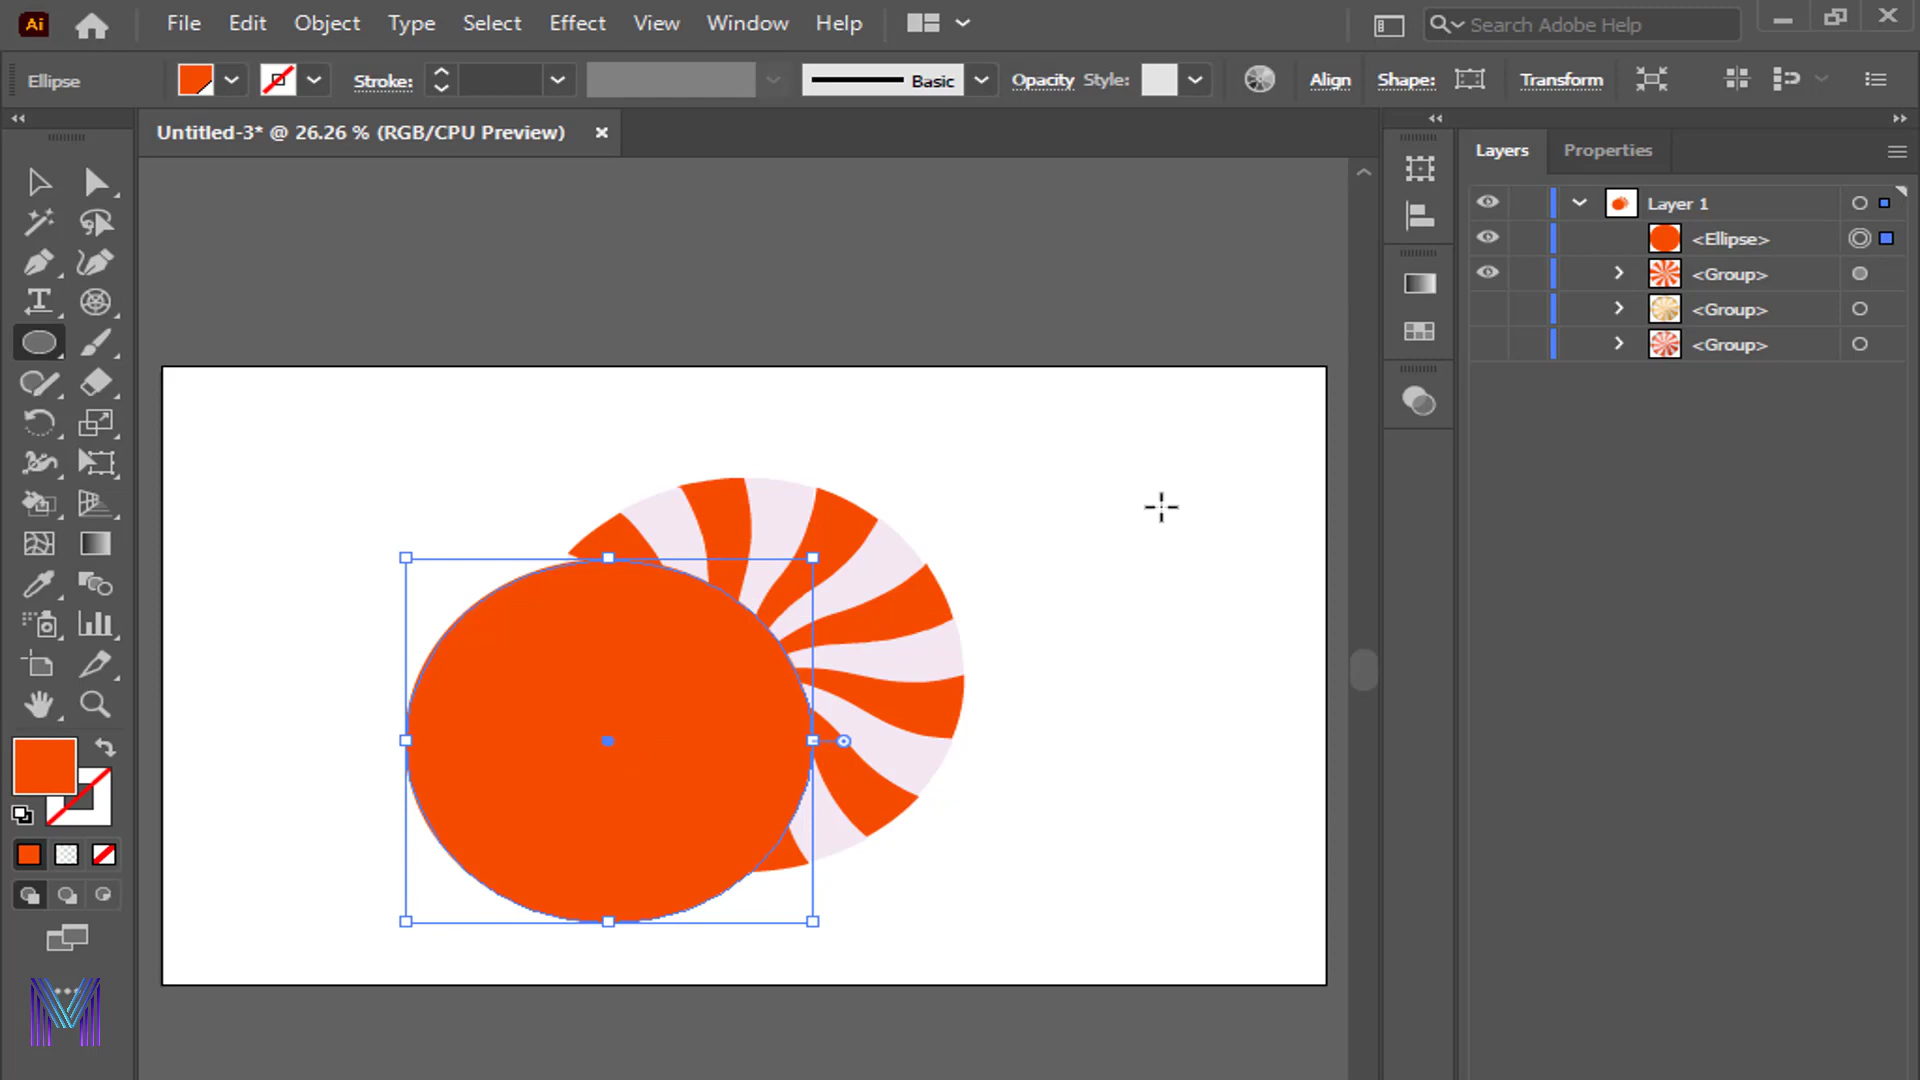 Ai File Edit Object Type Select Effect View Window Help Search Adobe Help
Ellipse Stroke: Basic Opacity Style: Align Shape: Transform
Untitled-3* @ 26.26 % (RGB/CPU Preview) ×
Layers Properties
Layer 1
<Ellipse>
<Group>
<Group>
<Group>
M